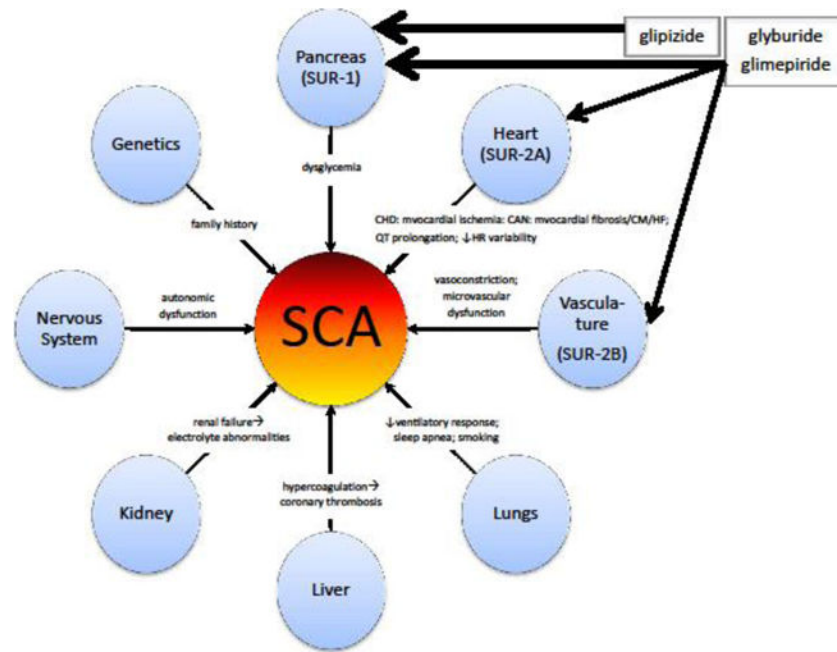 glipizide
glyburide
glimepiride
Pancreas
(SUR-1)
Heart
(SUR-2A)
Genetics
dysglycemia
family history
CHD: myocardial ischemia: CAN: myocardial fibrosis/CM/HF;
QT prolongation; ↓HR variability
SCA
Nervous
System
autonomic
dysfunction
vasoconstriction;
microvascular
dysfunction
Vascula-
ture
(SUR-2B)
renal failure→
electrolyte abnormalities
↓ventilatory response;
sleep apnea; smoking
hypercoagulation→
coronary thrombosis
Kidney
Lungs
Liver